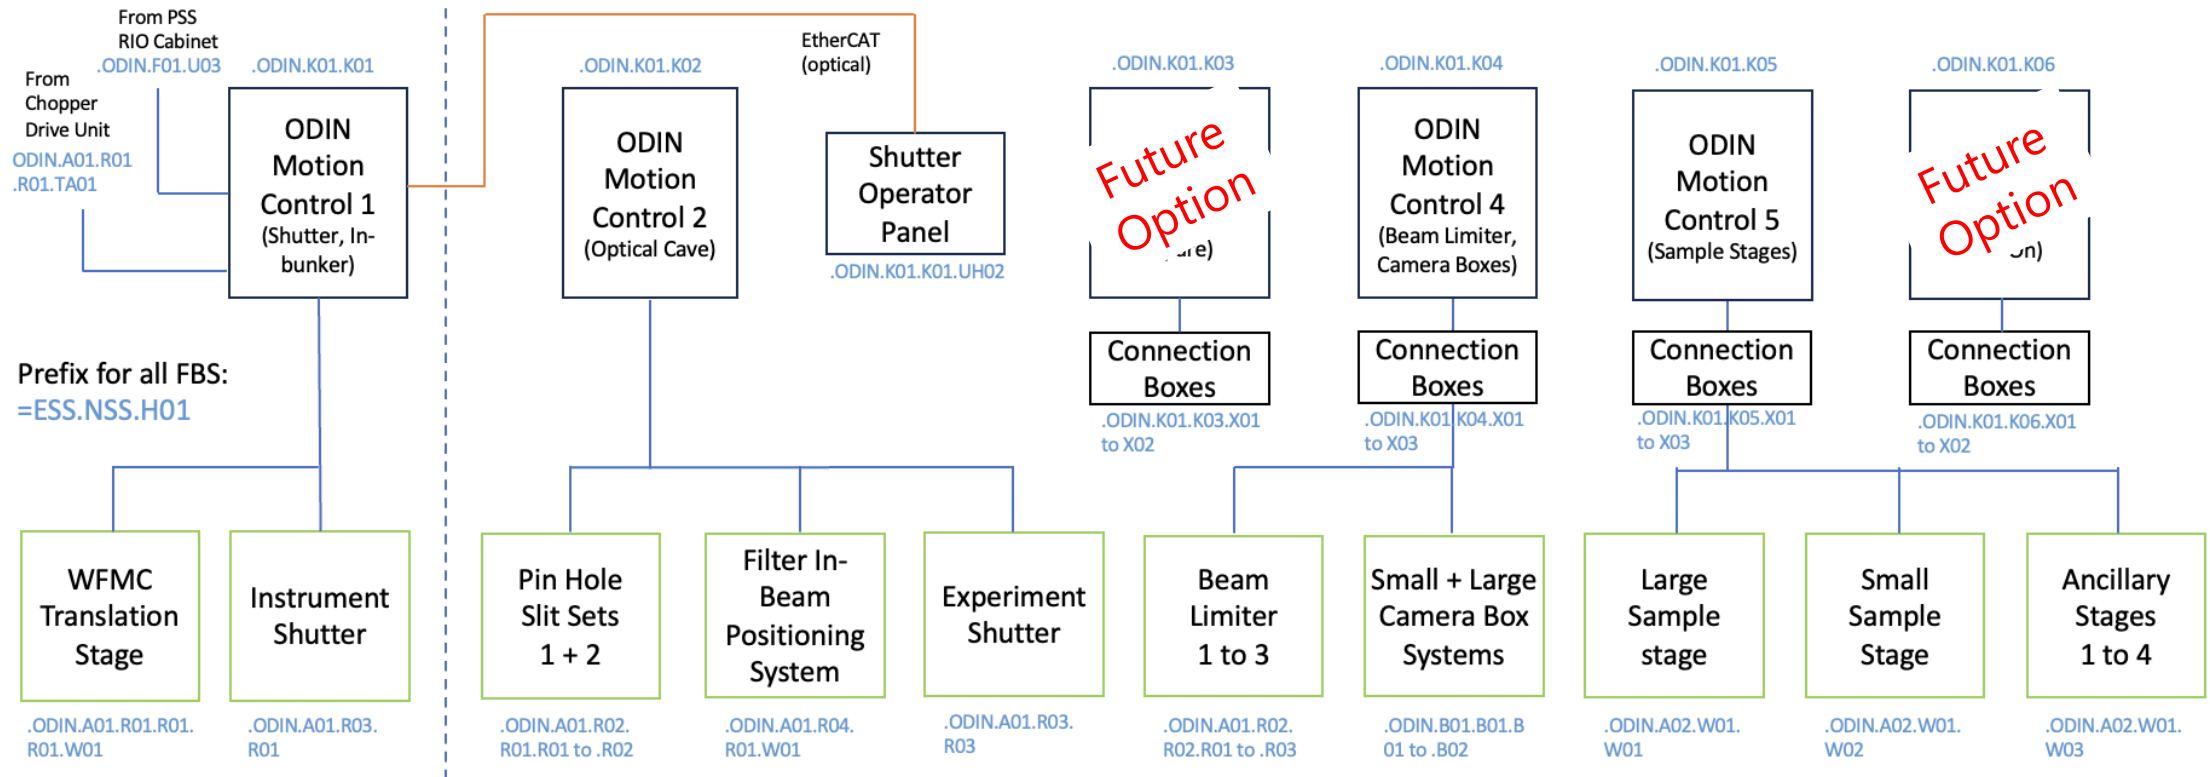 From PSS
RIO Cabinet
.ODIN.F01.U03
From
Chopper
Drive Unit
ODIN.A01.R01
.R01.TA01
.ODIN.K01.K01
ODIN
Motion
Control 1
(Shutter, In-
bunker)
EtherCAT
(optical)
.ODIN.K01.K02
ODIN
Motion
Control 2
(Optical Cave)
Shutter
Operator
Panel
.ODIN.K01.K01.UH02
.ODIN.K01.K03
Future
Option
.ODIN.K01.K04
ODIN
Motion
Control 4
(Beam Limiter,
Camera Boxes)
.ODIN.K01.K05
ODIN
Motion
Control 5
(Sample Stages)
.ODIN.K01.K06
Future
Option
Prefix for all FBS:
=ESS.NSS.H01
Connection
Boxes
.ODIN.K01.K03.X01
to X02
Connection
Boxes
.ODIN.K01.K04.X01
to X03
Connection
Boxes
.ODIN.K01.K05.X01
to X03
Connection
Boxes
.ODIN.K01.K06.X01
to X02
WFMC
Translation
Stage
.ODIN.A01.R01.R01.
R01.W01
Instrument
Shutter
.ODIN.A01.R03.
R01
Pin Hole
Slit Sets
1 + 2
.ODIN.A01.R02.
R01.R01 to .R02
Filter In-
Beam
Positioning
System
.ODIN.A01.R04.
R01.W01
Experiment
Shutter
.ODIN.A01.R03.
R03
Beam
Limiter
1 to 3
.ODIN.A01.R02.
R02.R01 to .R03
Small + Large
Camera Box
Systems
.ODIN.B01.B01.B
01 to .B02
Large
Sample
stage
.ODIN.A02.W01.
W01
Small
Sample
Stage
.ODIN.A02.W01.
W02
Ancillary
Stages
1 to 4
.ODIN.A02.W01.
W03